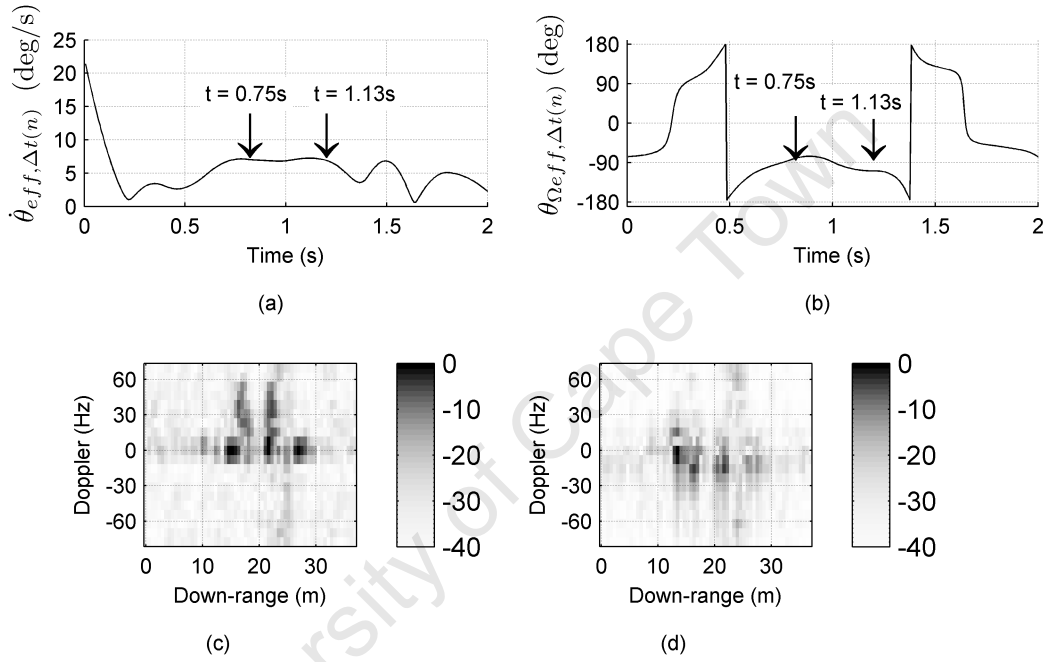 θ̇eff,Δt(n) (deg/s)
25
20
15
10
5
0
t = 0.75s
t = 1.13s
0
0.5
1
1.5
2
Time (s)
(a)
θΩeff,Δt(n) (deg)
180
90
0
-90
-180
t = 0.75s
t = 1.13s
0
0.5
1
1.5
2
Time (s)
(b)
Doppler (Hz)
60
30
0
-30
-60
0
10
20
30
Down-range (m)
0
-10
-20
-30
-40
(c)
Doppler (Hz)
60
30
0
-30
-60
0
10
20
30
Down-range (m)
0
-10
-20
-30
-40
(d)
rsity of Cape Town